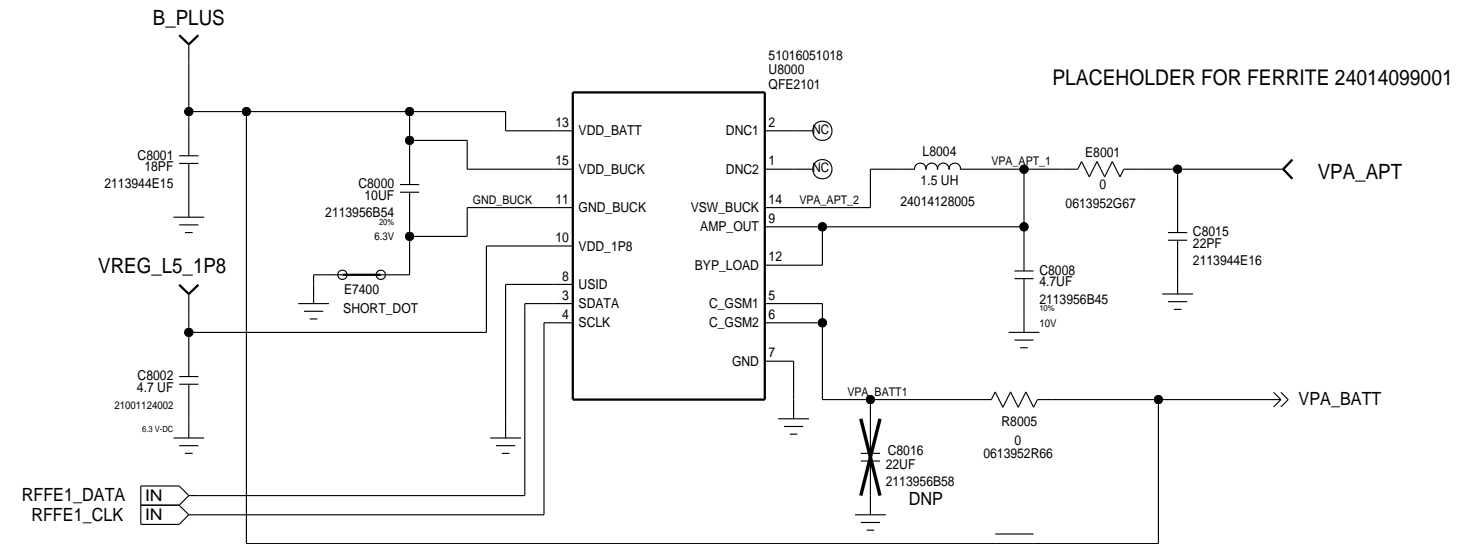 B_PLUS
51016051018
U8000
QFE2101
PLACEHOLDER FOR FERRITE 24014099001
C8001
18PF
2113944E15
C8000
10UF
2113956B54
20%
6.3V
GND_BUCK
13 VDD_BATT
15 VDD_BUCK
11 GND_BUCK
10 VDD_1P8
8 USID
3 SDATA
4 SCLK
DNC1 2 NC
DNC2 1 NC
VSW_BUCK 14 VPA_APT_2
AMP_OUT 9
BYP_LOAD 12
C_GSM1 5
C_GSM2 6
GND 7
L8004
1.5 UH
24014128005
VPA_APT_1
E8001
0
0613952G67
VPA_APT
C8015
22PF
2113944E16
C8008
4.7UF
2113956B45
10%
10V
VREG_L5_1P8
E7400
SHORT_DOT
C8002
4.7 UF
21001124002
6.3 V-DC
VPA_BATT1
R8005
0
0613952R66
VPA_BATT
C8016
22UF
2113956B58
DNP
RFFE1_DATA IN
RFFE1_CLK IN